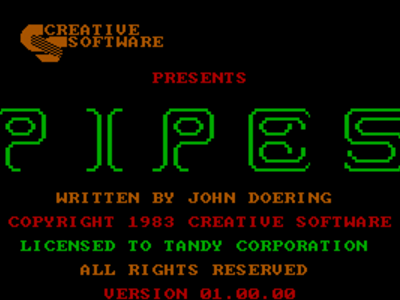 CREATIVE
SOFTWARE
PRESENTS
PIPES
WRITTEN BY JOHN DOERING
COPYRIGHT 1983 CREATIVE SOFTWARE
LICENSED TO TANDY CORPORATION
ALL RIGHTS RESERVED
VERSION 01.00.00